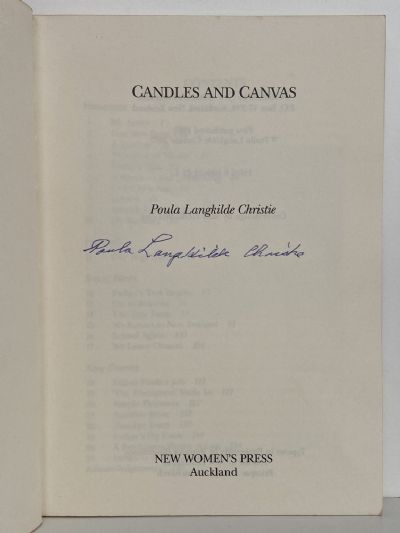 CANDLES AND CANVAS
Poula Langkilde Christie
Poula Langkilde Christie
NEW WOMEN'S PRESS
Auckland